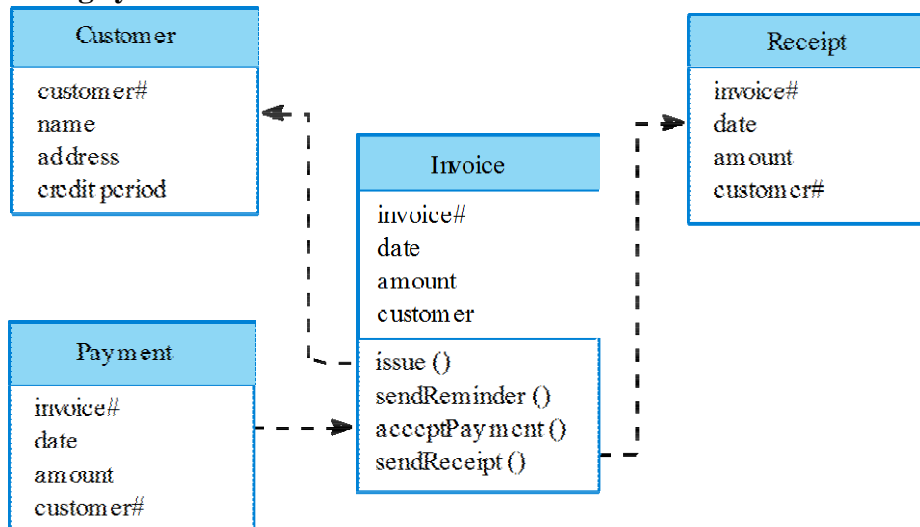 Customer
customer#
name
address
credit period
Receipt
invoice#
date
amount
customer#
Invoice
invoice#
date
amount
customer
issue ()
sendReminder ()
acceptPayment ()
sendReceipt ()
Payment
invoice#
date
amount
customer#